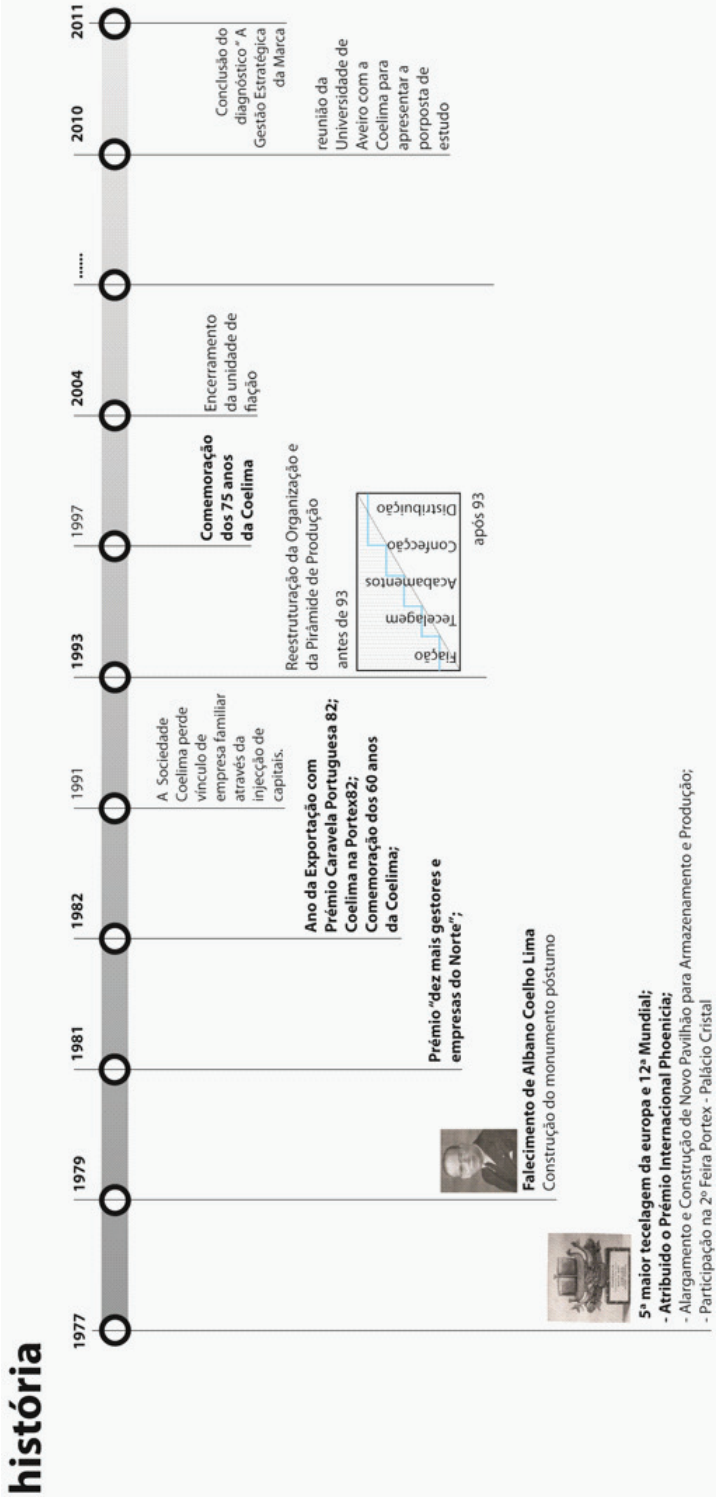 história
1977
1979
1981
1982
1991
1993
1997
2004
......
2010
2011
5ª maior tecelagem da europa e 12ª Mundial;
- Atribuido o Prémio Internacional Phoenicia;
- Alargamento e Construção de Novo Pavilhão para Armazenamento e Produção;
- Participação na 2º Feira Portex - Palácio Cristal
Falecimento de Albano Coelho Lima
Construção do monumento póstumo
Prémio "dez mais gestores e
empresas do Norte";
Ano da Exportação com
Prémio Caravela Portuguesa 82;
Coelima na Portex82;
Comemoração dos 60 anos
da Coelima;
A Sociedade
Coelima perde
vínculo de
empresa familiar
através da
injecção de
capitais.
Reestruturação da Organização e
da Pirâmide de Produção
antes de 93
Fiação
Tecelagem
Acabamentos
Confecção
Distribuição
após 93
Comemoração
dos 75 anos
da Coelima
Encerramento
da unidade de
fiação
reunião da
Universidade de
Aveiro com a
Coelima para
apresentar a
porposta de
estudo
Conclusão do
diagnóstico " A
Gestão Estratégica
da Marca